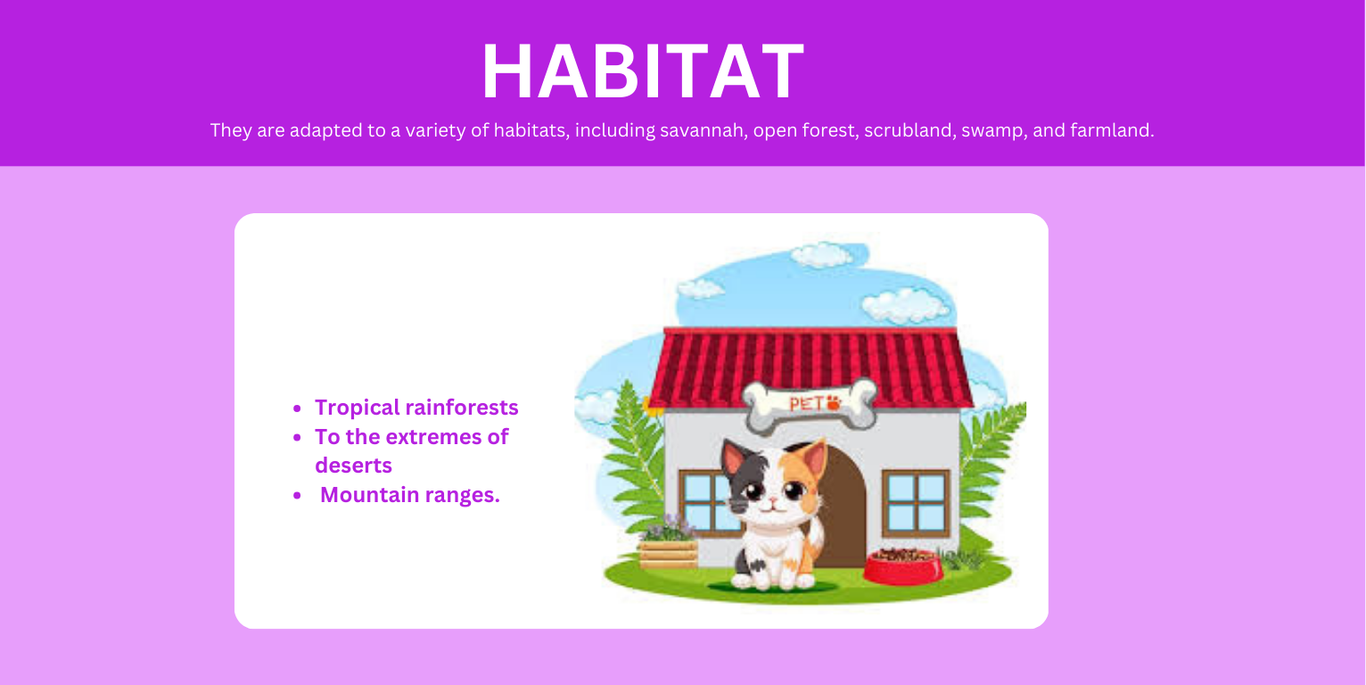 HABITAT
They are adapted to a variety of habitats, including savannah, open forest, scrubland, swamp, and farmland.
PET
• Tropical rainforests
• To the extremes of
deserts
• Mountain ranges.